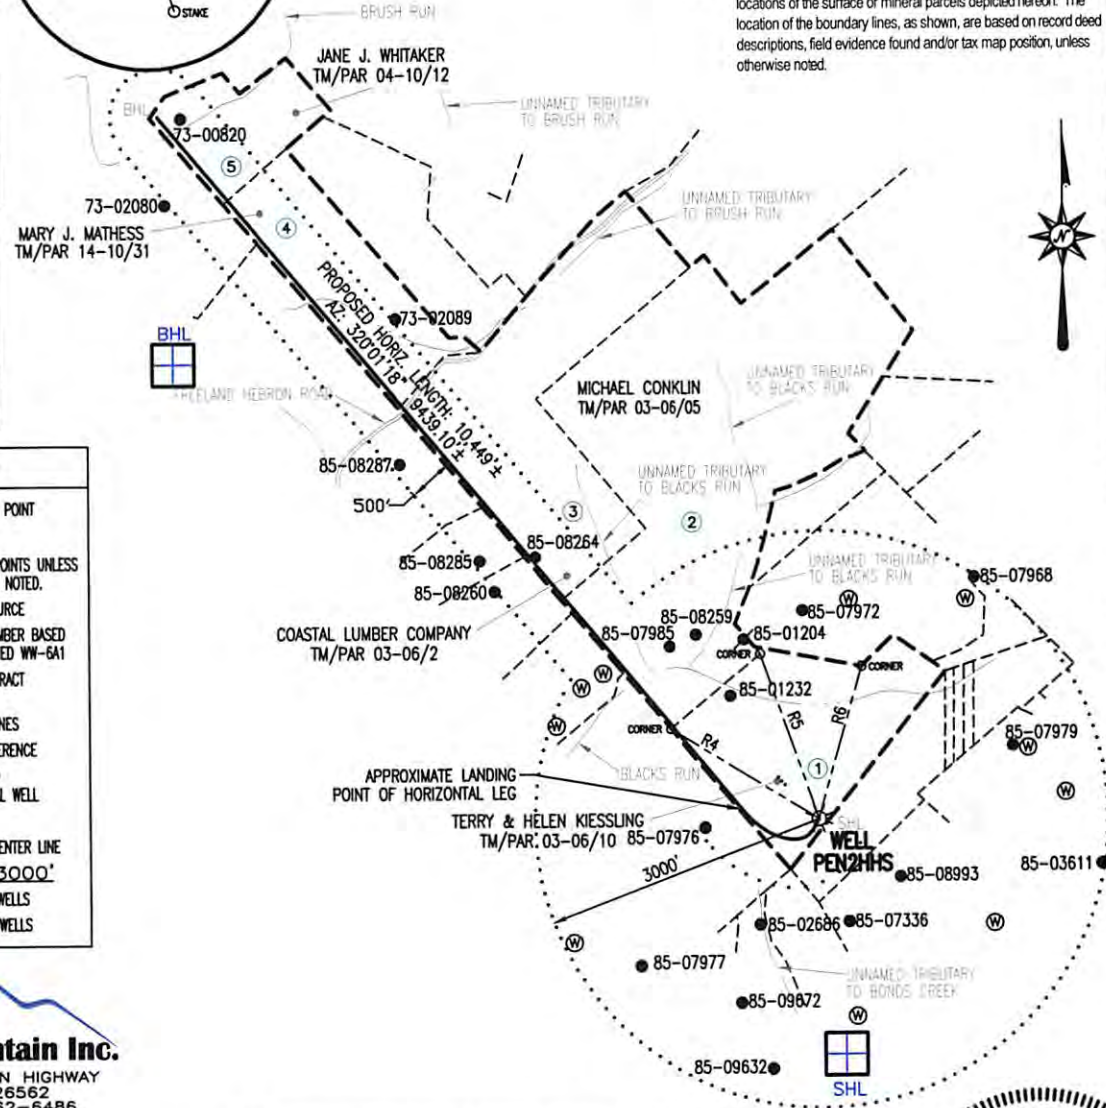 STAKE
BRUSH RUN
locations of the surface or mineral parcels depicted hereon. The
location of the boundary lines, as shown, are based on record deed
descriptions, field evidence found and/or tax map position, unless
otherwise noted.
JANE J. WHITAKER
TM/PAR 04-10/12
BHL
73-00820
UNNAMED TRIBUTARY
TO BRUSH RUN
5
73-02080
UNNAMED TRIBUTARY
TO BRUSH RUN
4
MARY J. MATHESS
TM/PAR 14-10/31
N
PROPOSED HORIZ. LENGTH: 10,449'±
AZ: 320°01'18" 9439.10'±
73-02089
BHL
UNNAMED TRIBUTARY
TO BLACKS RUN
MICHAEL CONKLIN
TM/PAR 03-06/05
HEBRON ROAD
85-08287
UNNAMED TRIBUTARY
TO BLACKS RUN
500'
3
2
POINT
POINTS UNLESS
NOTED.
85-08264
85-08285
UNNAMED TRIBUTARY
TO BLACKS RUN
85-07968
85-08260
85-07972
WW-6A1
85-08259
COASTAL LUMBER COMPANY
TM/PAR 03-06/2
85-07985
85-01204
CORNER
CORNER
85-01232
CORNER
R4
R5
R6
85-07979
APPROXIMATE LANDING
POINT OF HORIZONTAL LEG
BLACKS RUN
1
WELL
TERRY & HELEN KIESSLING
TM/PAR 03-06/10
85-07976
SHL
WELL
PEN2HHS
CENTER LINE
3000'
3000'
85-08993
85-03611
WELLS
WELLS
85-02686
85-07336
85-07977
UNNAMED TRIBUTARY
TO BONDS CREEK
85-09672
85-09632
SHL
Inc.
HIGHWAY
26562
W
W
W
W
W
W
W
W
W
W